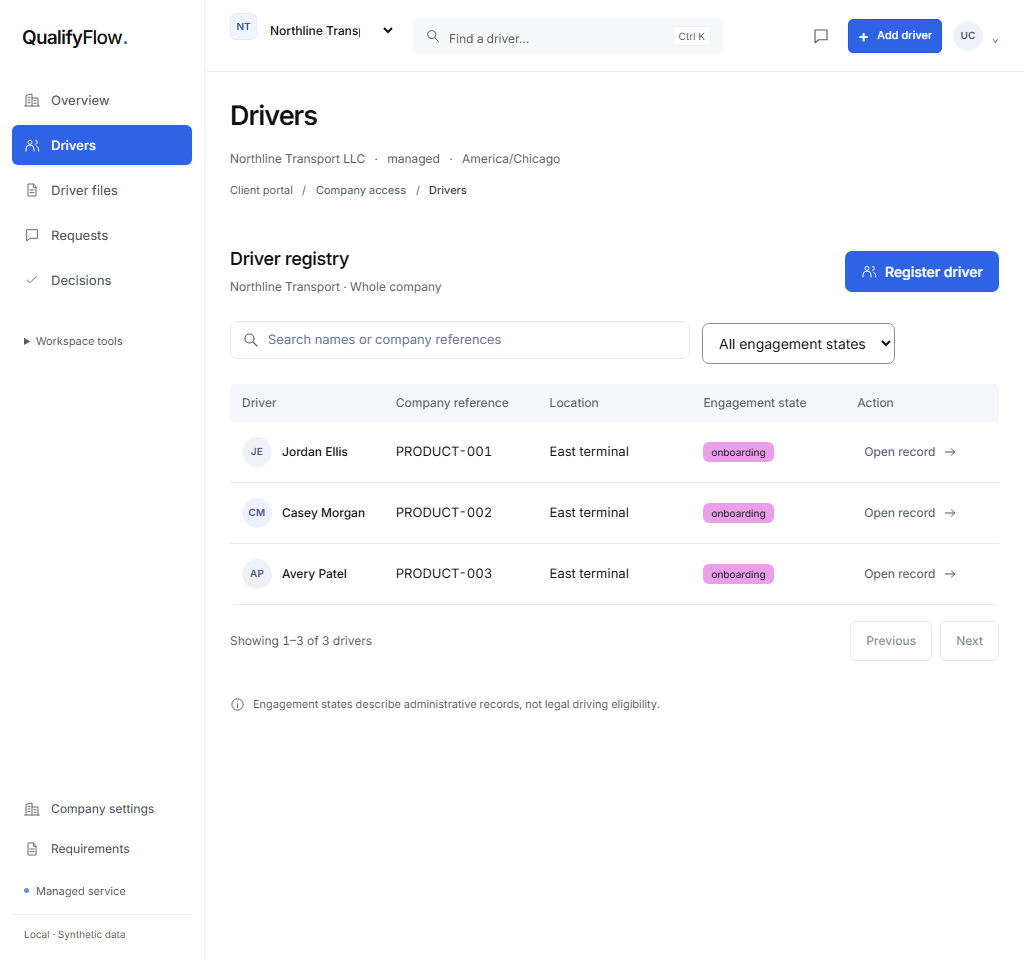 QualifyFlow.
Overview
Drivers
Driver files
Requests
Decisions
Workspace tools
Company settings
Requirements
Managed service
Local · Synthetic data
NT
Northline Transp
Find a driver...
Ctrl K
+ Add driver
UC
Drivers
Northline Transport LLC · managed · America/Chicago
Client portal / Company access / Drivers
Driver registry
Northline Transport · Whole company
Register driver
Search names or company references
All engagement states
Driver Company reference Location Engagement state Action
JE Jordan Ellis PRODUCT-001 East terminal onboarding Open record →
CM Casey Morgan PRODUCT-002 East terminal onboarding Open record →
AP Avery Patel PRODUCT-003 East terminal onboarding Open record →
Showing 1–3 of 3 drivers
Previous
Next
Engagement states describe administrative records, not legal driving eligibility.